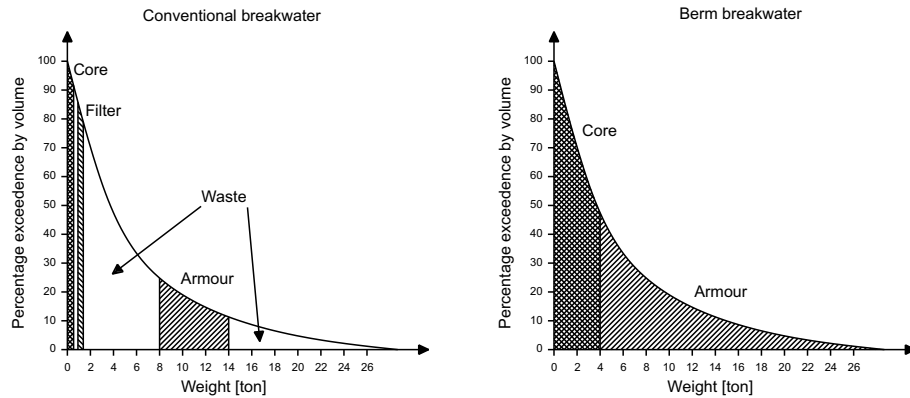 Conventional breakwater
Percentage exceedence by volume
100
90
80
70
60
50
40
30
20
10
0
Core
Filter
Waste
Armour
0 2 4 6 8 10 12 14 16 18 20 22 24 26
Weight [ton]
Berm breakwater
Percentage exceedence by volume
100
90
80
70
60
50
40
30
20
10
0
Core
Armour
0 2 4 6 8 10 12 14 16 18 20 22 24 26
Weight [ton]